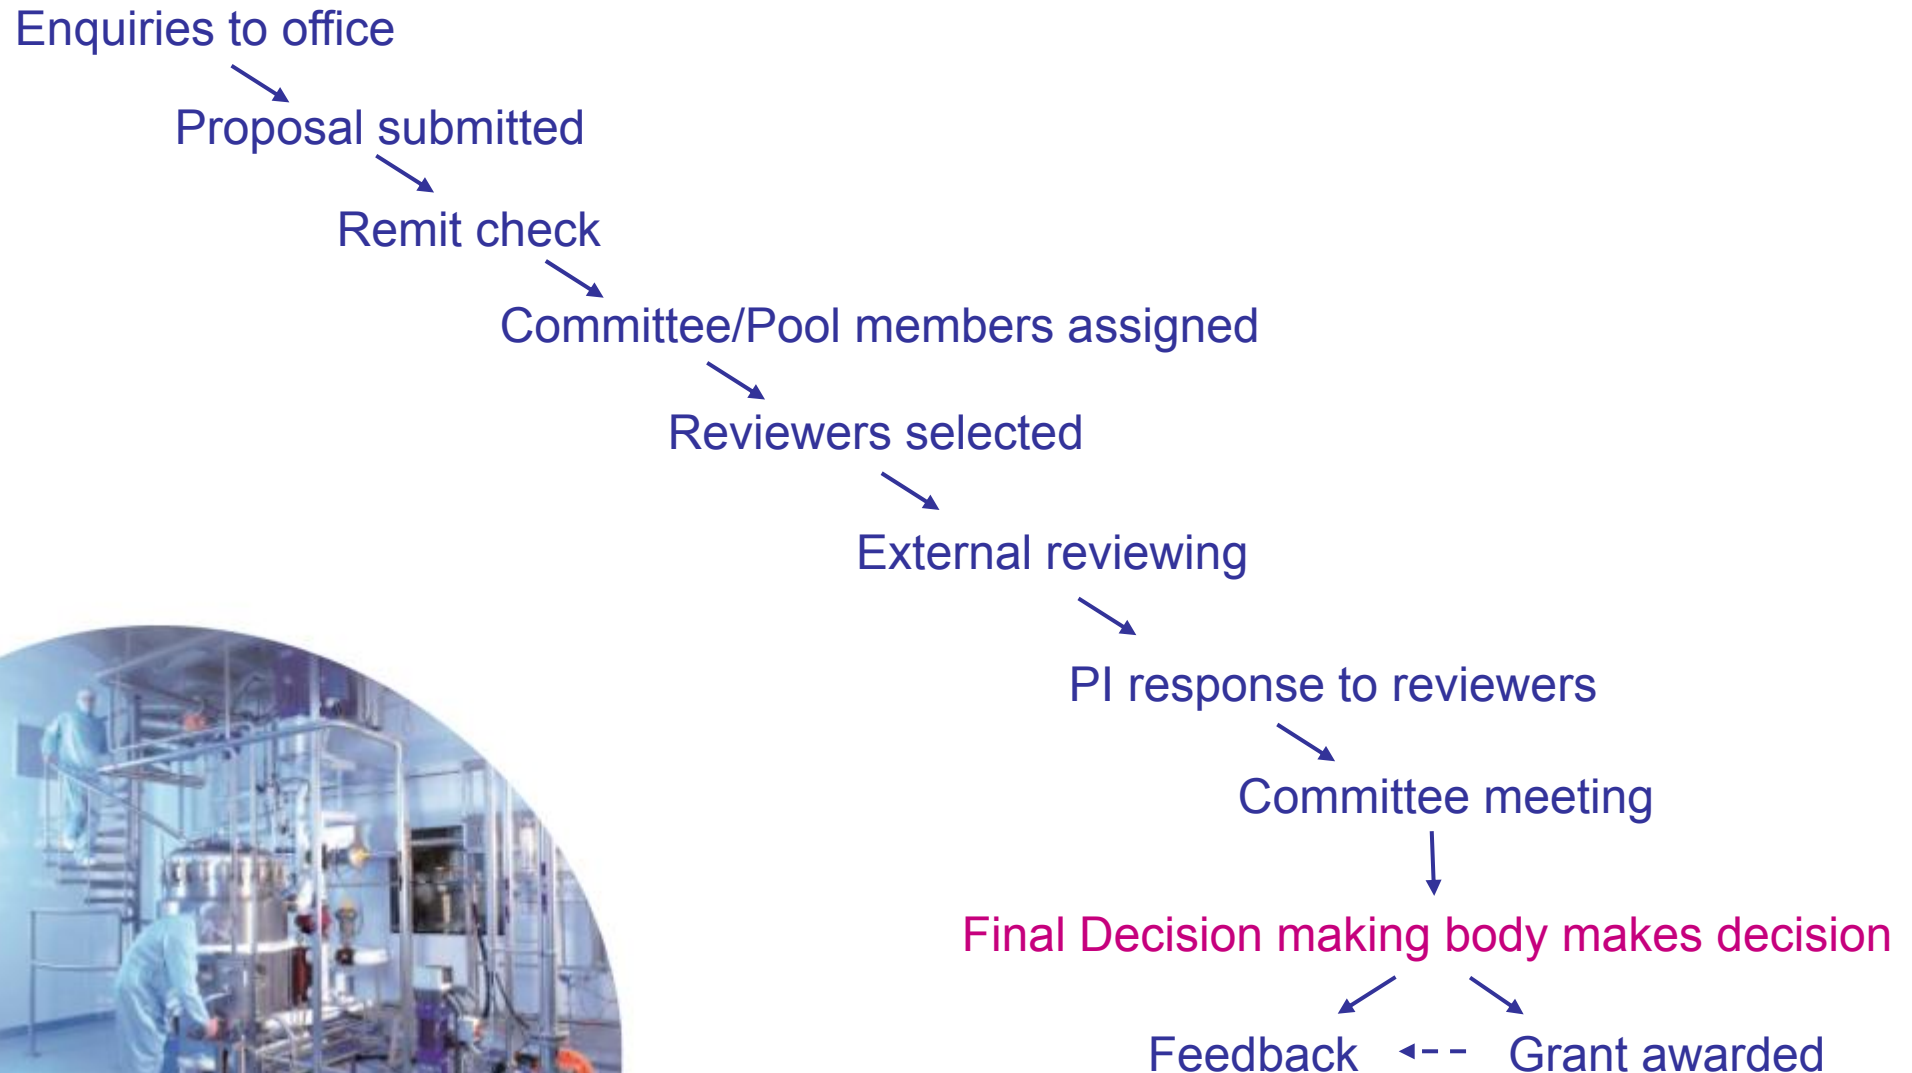 Enquiries to office
Proposal submitted
Remit check
Committee/Pool members assigned
Reviewers selected
External reviewing
PI response to reviewers
Committee meeting
Final Decision making body makes decision
Feedback
Grant awarded